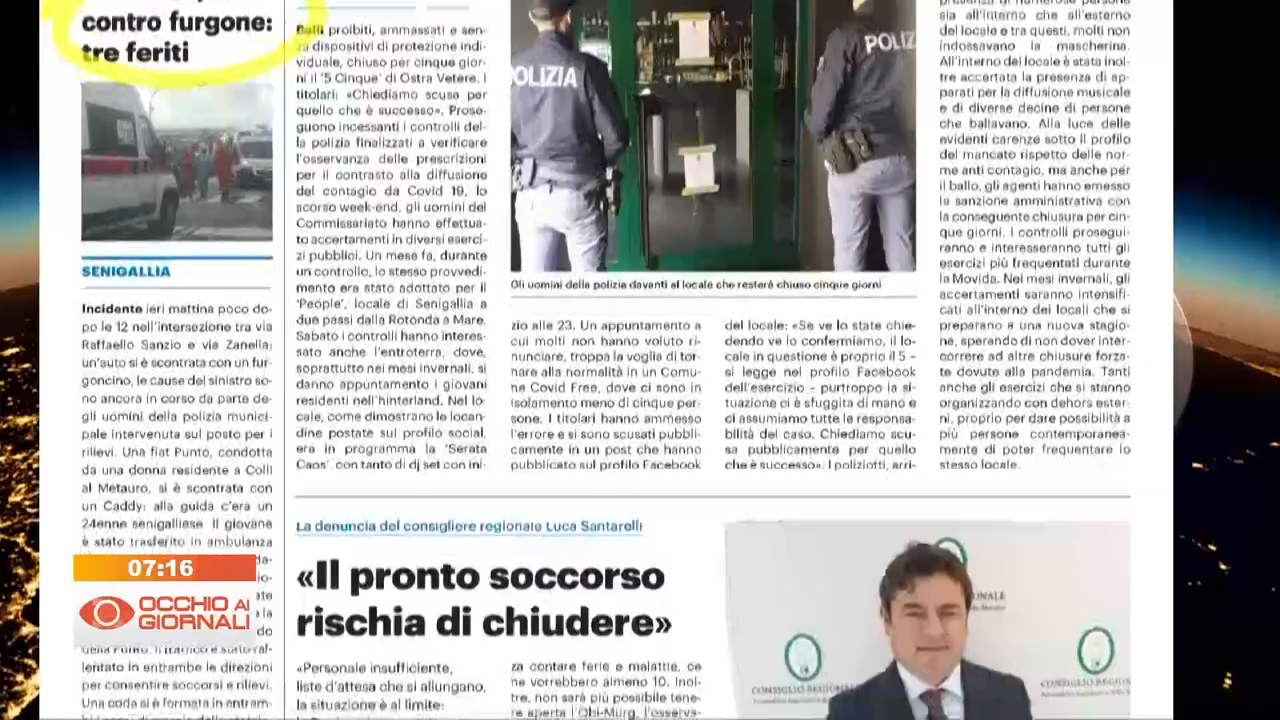 contro furgone:
tre feriti
SENIGALLIA
Incidente ieri mattina poco do-
po le 12 nell'intersezione tra via
Raffaello Sanzio e via Zanella:
un'auto si è scontrata con un fur-
goncino, le cause del sinistro so-
no ancora in corso da parte de-
gli uomini della polizia munici-
pale intervenuta sul posto per i
rilievi. Una fiat Punto, condotta
da una donna residente a Colli
al Metauro, si è scontrata con
un Caddy: alla guida c'era un
24enne senigalliese. Il giovane
è stato trasferito in ambulanza
07:16
OCCHIO AI
GIORNALI
lentato in entrambe le direzioni
per consentire soccorsi e rilievi.
Una coda si è formata in entram-
Balli proibiti, ammassati e sen-
za dispositivi di protezione indi-
viduale, chiuso per cinque gior-
ni il '5 Cinque' di Ostra Vetere. I
titolari: «Chiediamo scusa per
quello che è successo». Prose-
guono incessanti i controlli del-
la polizia finalizzati a verificare
l'osservanza delle prescrizioni
per il contrasto alla diffusione
del contagio da Covid 19, lo
scorso week-end, gli uomini del
Commissariato hanno effettua-
to accertamenti in diversi eserci-
zi pubblici. Un mese fa, durante
un controllo, lo stesso provvedi-
mento era stato adottato per il
'People', locale di Senigallia a
due passi dalla Rotonda a Mare.
Sabato i controlli hanno interes-
sato anche l'entroterra, dove,
soprattutto nei mesi invernali, si
danno appuntamento i giovani
residenti nell'hinterland. Nel lo-
cale, come dimostrano le locan-
dine postate sul profilo social,
era in programma la 'Serata
Caos', con tanto di dj set con ini-
POLIZIA
POLIZ
Gli uomini della polizia davanti al locale che resterà chiuso cinque giorni
zio alle 23. Un appuntamento a
cui molti non hanno voluto ri-
nunciare, troppa la voglia di tor-
nare alla normalità in un Comu-
ne Covid Free, dove ci sono in
isolamento meno di cinque per-
sone. I titolari hanno ammesso
l'errore e si sono scusati pubbli-
camente in un post che hanno
pubblicato sul profilo Facebook
del locale: «Se ve lo state chie-
dendo ve lo confermiamo, il lo-
cale in questione è proprio il 5 –
si legge nel profilo Facebook
dell'esercizio – purtroppo la si-
tuazione ci è sfuggita di mano e
ci assumiamo tutte le responsa-
bilità del caso. Chiediamo scu-
sa pubblicamente per quello
che è successo». I poliziotti, arri-
sia all'interno che all'esterno
del locale e tra questi, molti non
indossavano la mascherina.
All'interno del locale è stata inol-
tre accertata la presenza di ap-
parati per la diffusione musicale
e di diverse decine di persone
che ballavano. Alla luce delle
evidenti carenze sotto il profilo
del mancato rispetto delle nor-
me anti contagio, ma anche per
il ballo, gli agenti hanno emesso
la sanzione amministrativa con
la conseguente chiusura per cin-
que giorni. I controlli prosegui-
ranno e interesseranno tutti gli
esercizi più frequentati durante
la Movida. Nei mesi invernali, gli
accertamenti saranno intensifi-
cati all'interno dei locali che si
preparano a una nuova stagio-
ne, sperando di non dover inter-
correre ad altre chiusure forza-
te dovute alla pandemia. Tanti
anche gli esercizi che si stanno
organizzando con dehors ester-
ni, proprio per dare possibilità a
più persone contemporanea-
mente di poter frequentare lo
stesso locale.
La denuncia del consigliere regionale Luca Santarelli
«Il pronto soccorso
rischia di chiudere»
«Personale insufficiente,
liste d'attesa che si allungano,
la situazione è al limite:
za contare ferie e malattie, ce
ne vorrebbero almeno 10. Inol-
tre, non sarà più possibile tene-
re aperta l'Obi-Murg, l'osserva-
CONSIGLIO REGIONALE